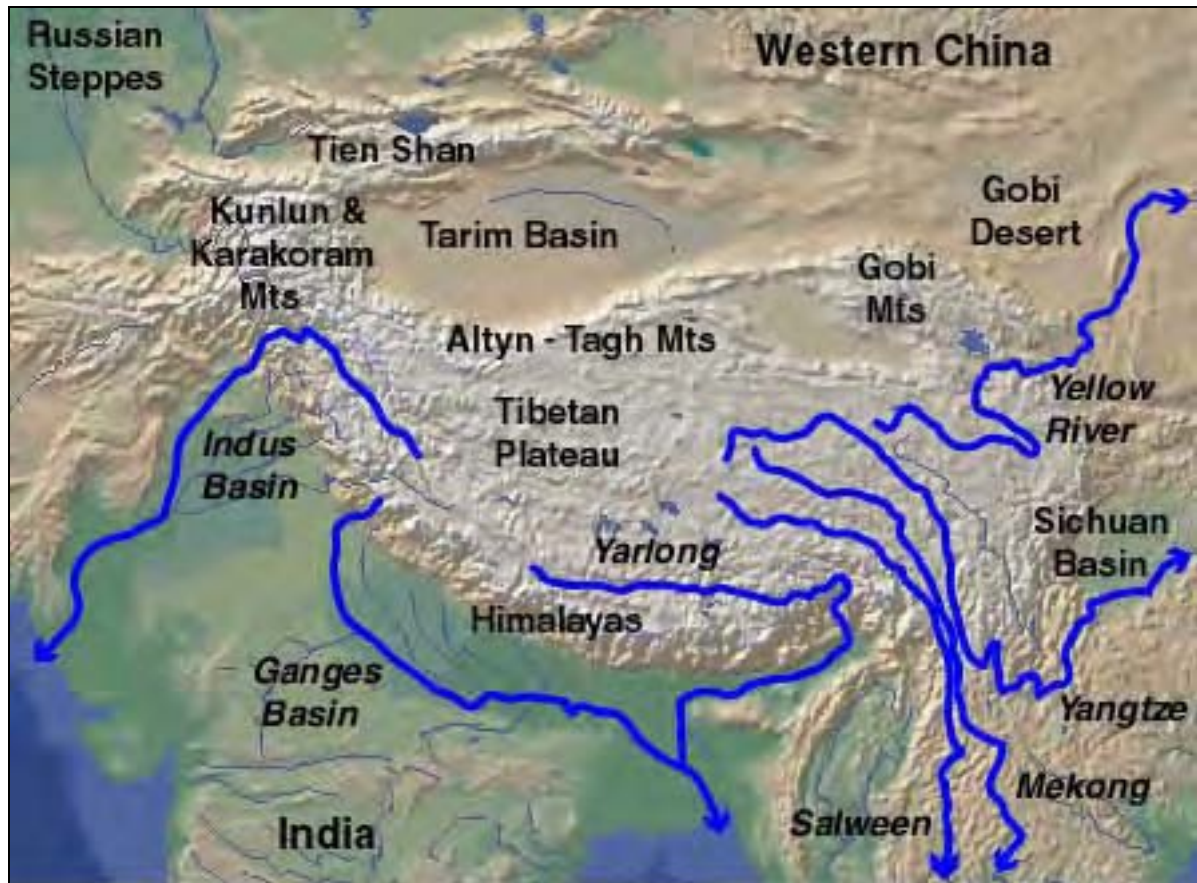 Russian
Steppes
Western China
Tien Shan
Kunlun &
Karakoram
Mts
Tarim Basin
Gobi
Desert
Gobi
Mts
Altyn - Tagh Mts
Tibetan
Plateau
Yellow
River
Indus
Basin
Sichuan
Basin
Yarlong
Himalayas
Ganges
Basin
Yangtze
Mekong
Salween
India